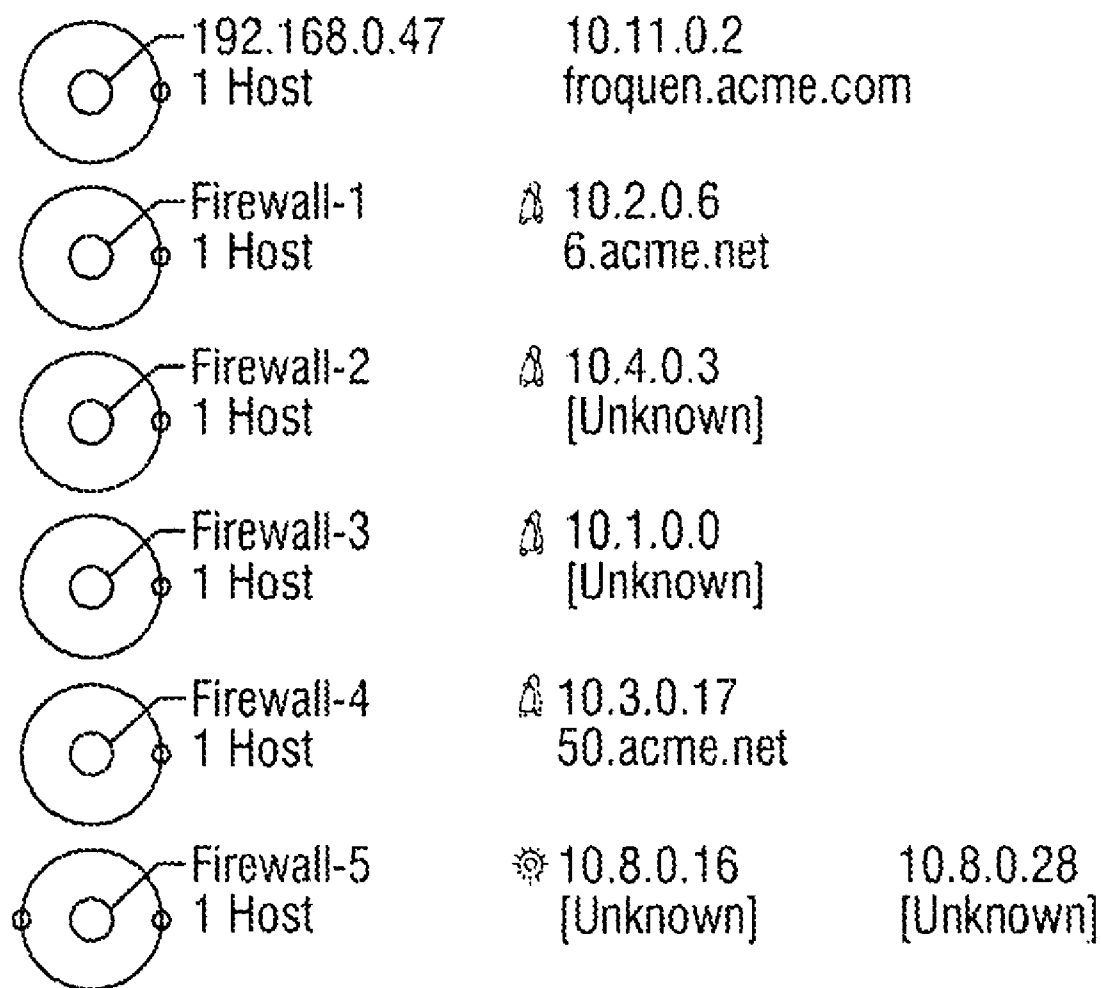 192.168.0.47 10.11.0.2
1 Host froquen.acme.com
Firewall-1 10.2.0.6
1 Host 6.acme.net
Firewall-2 10.4.0.3
1 Host [Unknown]
Firewall-3 10.1.0.0
1 Host [Unknown]
Firewall-4 10.3.0.17
1 Host 50.acme.net
Firewall-5 10.8.0.16 10.8.0.28
1 Host [Unknown] [Unknown]